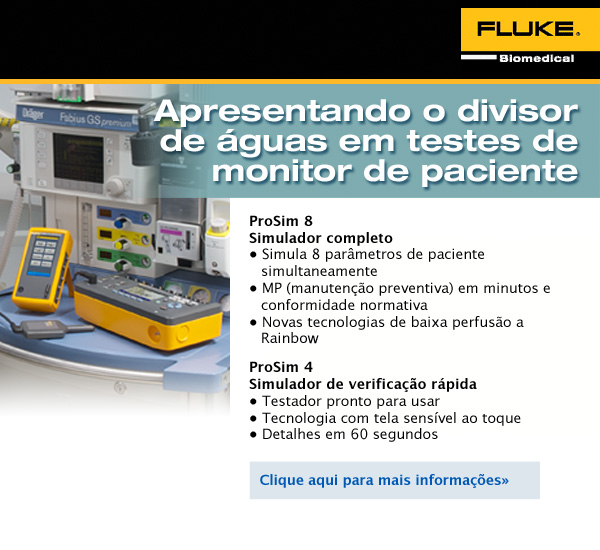 FLUKE®
Biomedical
Dräger
Fabius GS premium
Apresentando o divisor
de águas em testes de
monitor de paciente
ProSim 8
Simulador completo
● Simula 8 parâmetros de paciente
simultaneamente
● MP (manutenção preventiva) em minutos e
conformidade normativa
● Novas tecnologias de baixa perfusão a
Rainbow
ProSim 4
Simulador de verificação rápida
● Testador pronto para usar
● Tecnologia com tela sensível ao toque
● Detalhes em 60 segundos
Clique aqui para mais informações»